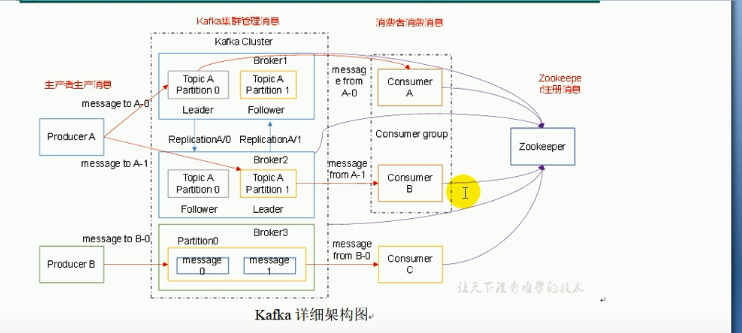 Kafka集群管理消息
消费者消费消息
Kafka Cluster
Broker1
Topic A
Partition 0
Topic A
Partition 1
Leader
Follower
生产者生产消息
message to A-0
Producer A
message to A-1
ReplicationA/0
ReplicationA/1
Broker2
Topic A
Partition 0
Topic A
Partition 1
Follower
Leader
messag
e from
A-0
Consumer
A
Consumer group
message
from A-1
Consumer
B
Zookeepe
r注册消息
Zookeeper
Producer B
message to B-0
Broker3
Partition0
message
0
message
1
message
from B-0
Consumer
C
让天下没有难学的技术
Kafka 详细架构图